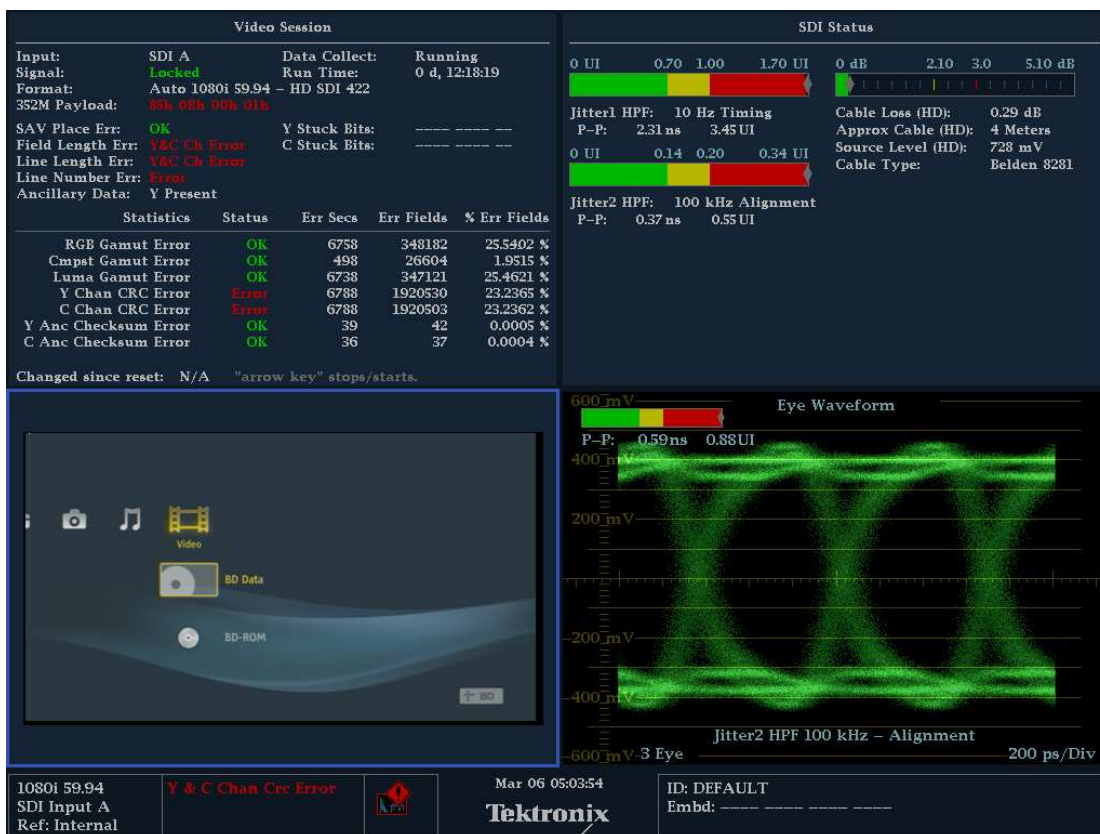 Video Session
Input: SDI A Data Collect: Running
Signal: Locked Run Time: 0 d, 12:18:19
Format: Auto 1080i 59.94 – HD SDI 422
352M Payload: 85h 08h 00h 01h
SAV Place Err: OK Y Stuck Bits: ---- ---- --
Field Length Err: Y&C Ch Error C Stuck Bits: ---- ---- --
Line Length Err: Y&C Ch Error
Line Number Err: Error
Ancillary Data: Y Present
Statistics Status Err Secs Err Fields % Err Fields
RGB Gamut Error OK 6758 348182 25.5402 %
Cmpst Gamut Error OK 498 26604 1.9515 %
Luma Gamut Error OK 6738 347121 25.4621 %
Y Chan CRC Error Error 6788 1920530 23.2365 %
C Chan CRC Error Error 6788 1920503 23.2362 %
Y Anc Checksum Error OK 39 42 0.0005 %
C Anc Checksum Error OK 36 37 0.0004 %
Changed since reset: N/A "arrow key" stops/starts.
SDI Status
0 UI 0.70 1.00 1.70 UI
Jitter1 HPF: 10 Hz Timing
P–P: 2.31 ns 3.45 UI
0 UI 0.14 0.20 0.34 UI
Jitter2 HPF: 100 kHz Alignment
P–P: 0.37 ns 0.55 UI
0 dB 2.10 3.0 5.10 dB
Cable Loss (HD): 0.29 dB
Approx Cable (HD): 4 Meters
Source Level (HD): 728 mV
Cable Type: Belden 8281
Video
BD Data
BD-ROM
BD
600 mV
Eye Waveform
P–P: 0.59ns 0.88UI
400 mV
200 mV
–200 mV
–400 mV
Jitter2 HPF 100 kHz – Alignment
–600 mV 3 Eye 200 ps/Div
1080i 59.94
SDI Input A
Ref: Internal
Y & C Chan Crc Error
Mar 06 05:03:54
Tektronix
ID: DEFAULT
Embd: ---- ---- ---- ----